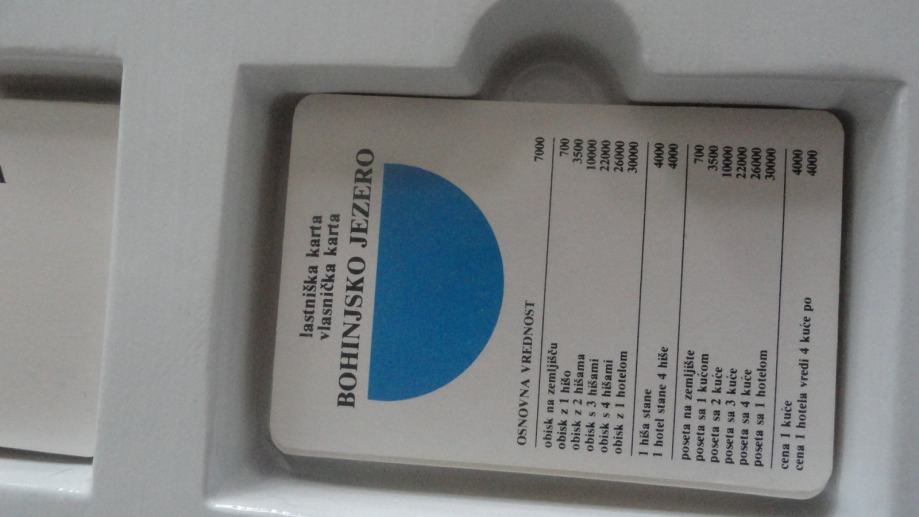 lastniška karta
vlasnička karta
BOHINJSKO JEZERO
OSNOVNA VREDNOST 7000
obisk na zemljišču 700
obisk z 1 hišo 3500
obisk z 2 hišama 10000
obisk s 3 hišami 22000
obisk s 4 hišami 26000
obisk z 1 hotelom 30000
1 hiša stane 4000
1 hotel stane 4 hiše 4000
poseta na zemljište 700
poseta sa 1 kućom 3500
poseta sa 2 kuće 10000
poseta sa 3 kuće 22000
poseta sa 4 kuće 26000
poseta sa 1 hotelom 30000
cena 1 kuće 4000
cena 1 hotela vredi 4 kuće po 4000